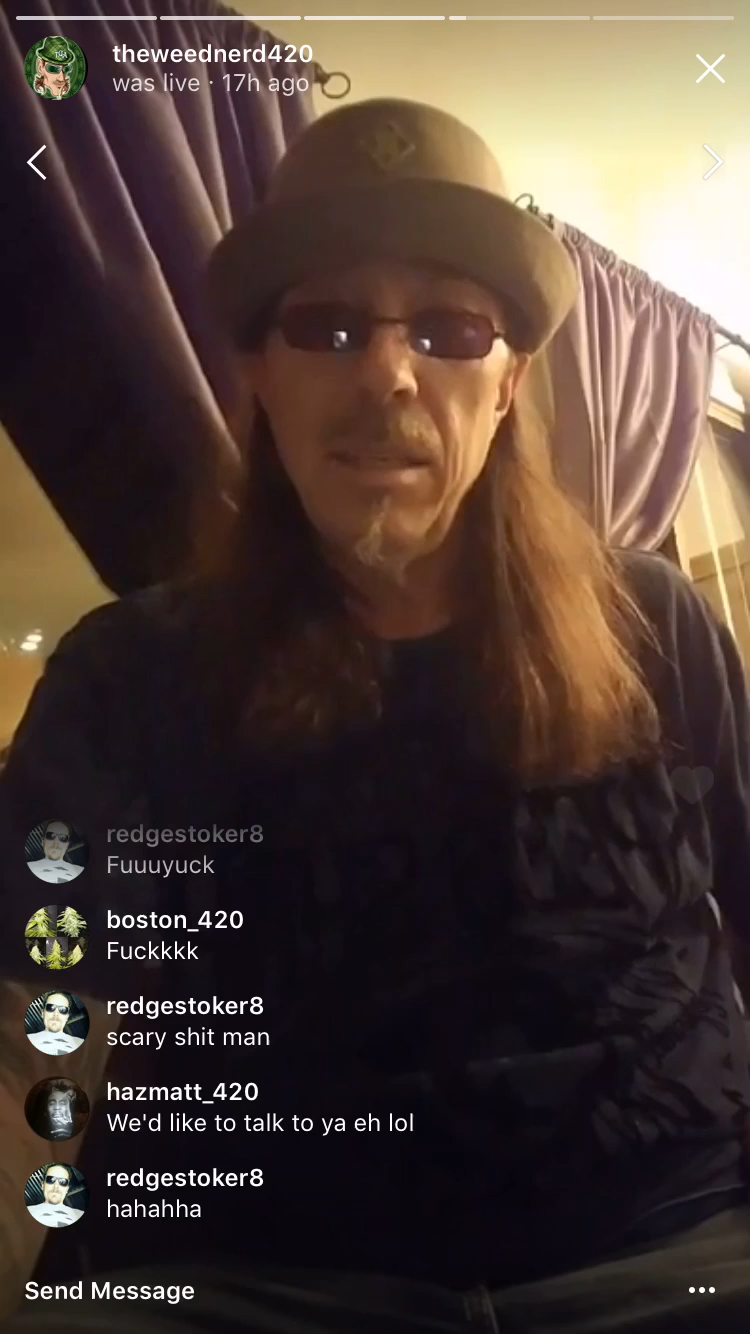 theweednerd420
was live · 17h ago
redgestoker8
Fuuuyuck
boston_420
Fuckkkk
redgestoker8
scary shit man
hazmatt_420
We'd like to talk to ya eh lol
redgestoker8
hahahha
Send Message